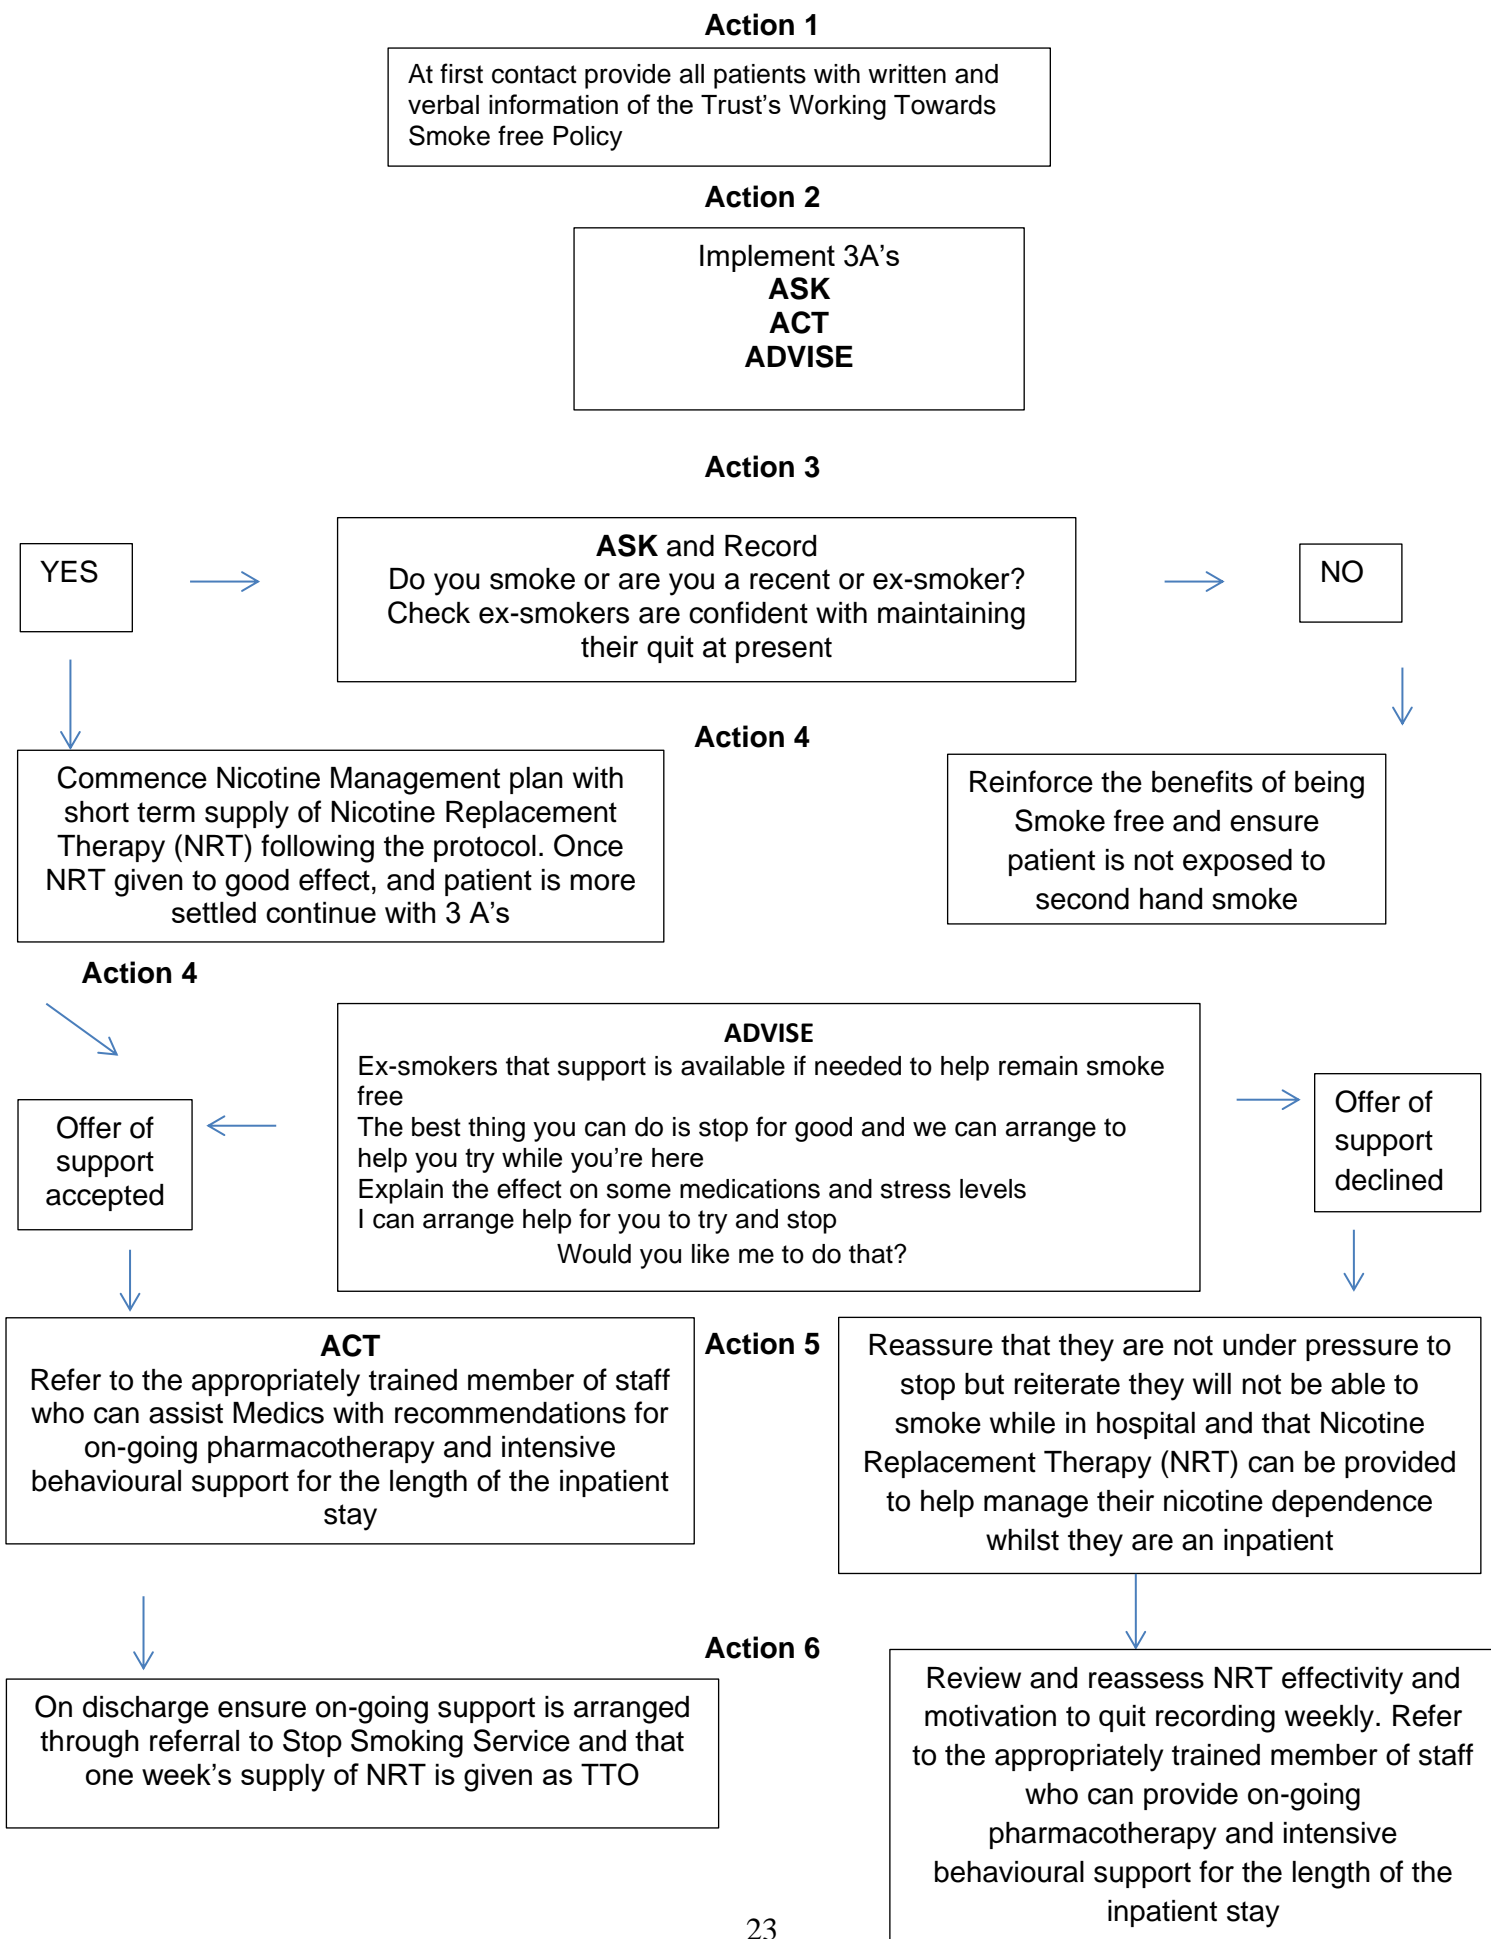 Action 1
At first contact provide all patients with written and
verbal information of the Trust’s Working Towards
Smoke free Policy
Action 2
Implement 3A’s
ASK
ACT
ADVISE
Action 3
YES
ASK and Record
Do you smoke or are you a recent or ex-smoker?
Check ex-smokers are confident with maintaining
their quit at present
NO
Action 4
Commence Nicotine Management plan with
short term supply of Nicotine Replacement
Therapy (NRT) following the protocol. Once
NRT given to good effect, and patient is more
settled continue with 3 A’s
Reinforce the benefits of being
Smoke free and ensure
patient is not exposed to
second hand smoke
Action 4
Offer of
support
accepted
ADVISE
Ex-smokers that support is available if needed to help remain smoke
free
The best thing you can do is stop for good and we can arrange to
help you try while you’re here
Explain the effect on some medications and stress levels
I can arrange help for you to try and stop
Would you like me to do that?
Offer of
support
declined
ACT
Refer to the appropriately trained member of staff
who can assist Medics with recommendations for
on-going pharmacotherapy and intensive
behavioural support for the length of the inpatient
stay
Action 5
Reassure that they are not under pressure to
stop but reiterate they will not be able to
smoke while in hospital and that Nicotine
Replacement Therapy (NRT) can be provided
to help manage their nicotine dependence
whilst they are an inpatient
Action 6
On discharge ensure on-going support is arranged
through referral to Stop Smoking Service and that
one week’s supply of NRT is given as TTO
Review and reassess NRT effectivity and
motivation to quit recording weekly. Refer
to the appropriately trained member of staff
who can provide on-going
pharmacotherapy and intensive
behavioural support for the length of the
inpatient stay
23